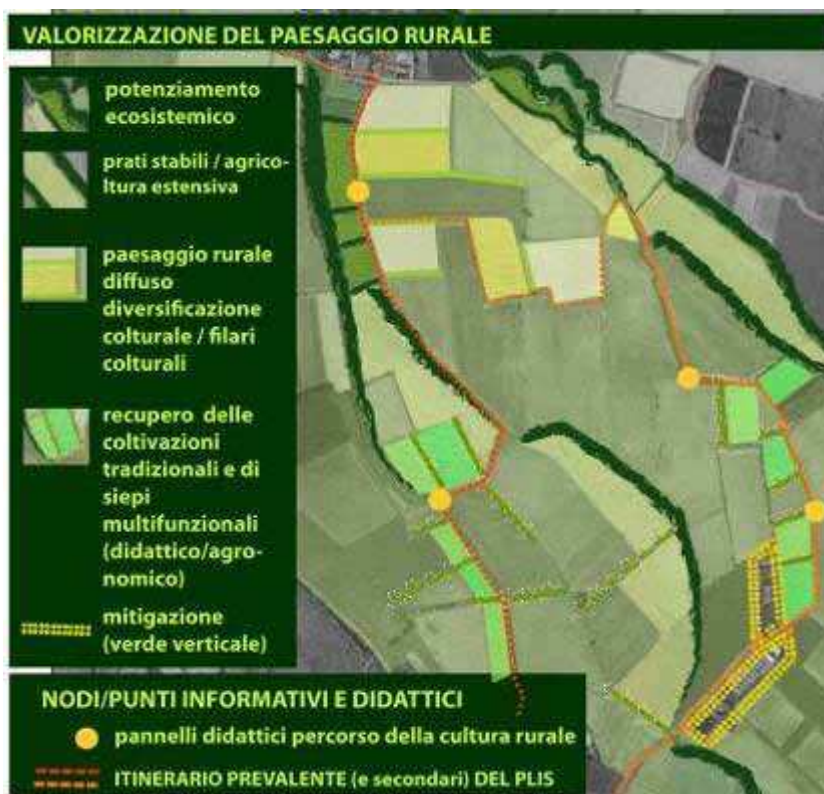 VALORIZZAZIONE DEL PAESAGGIO RURALE
potenziamento
ecosistemico
prati stabili / agrico-
ltura estensiva
paesaggio rurale
diffuso
diversificazione
colturale / filari
colturali
recupero delle
coltivazioni
tradizionali e di
siepi
multifunzionali
(didattico/agro-
nomico)
mitigazione
(verde verticale)
NODI/PUNTI INFORMATIVI E DIDATTICI
pannelli didattici percorso della cultura rurale
ITINERARIO PREVALENTE (e secondari) DEL PLIS